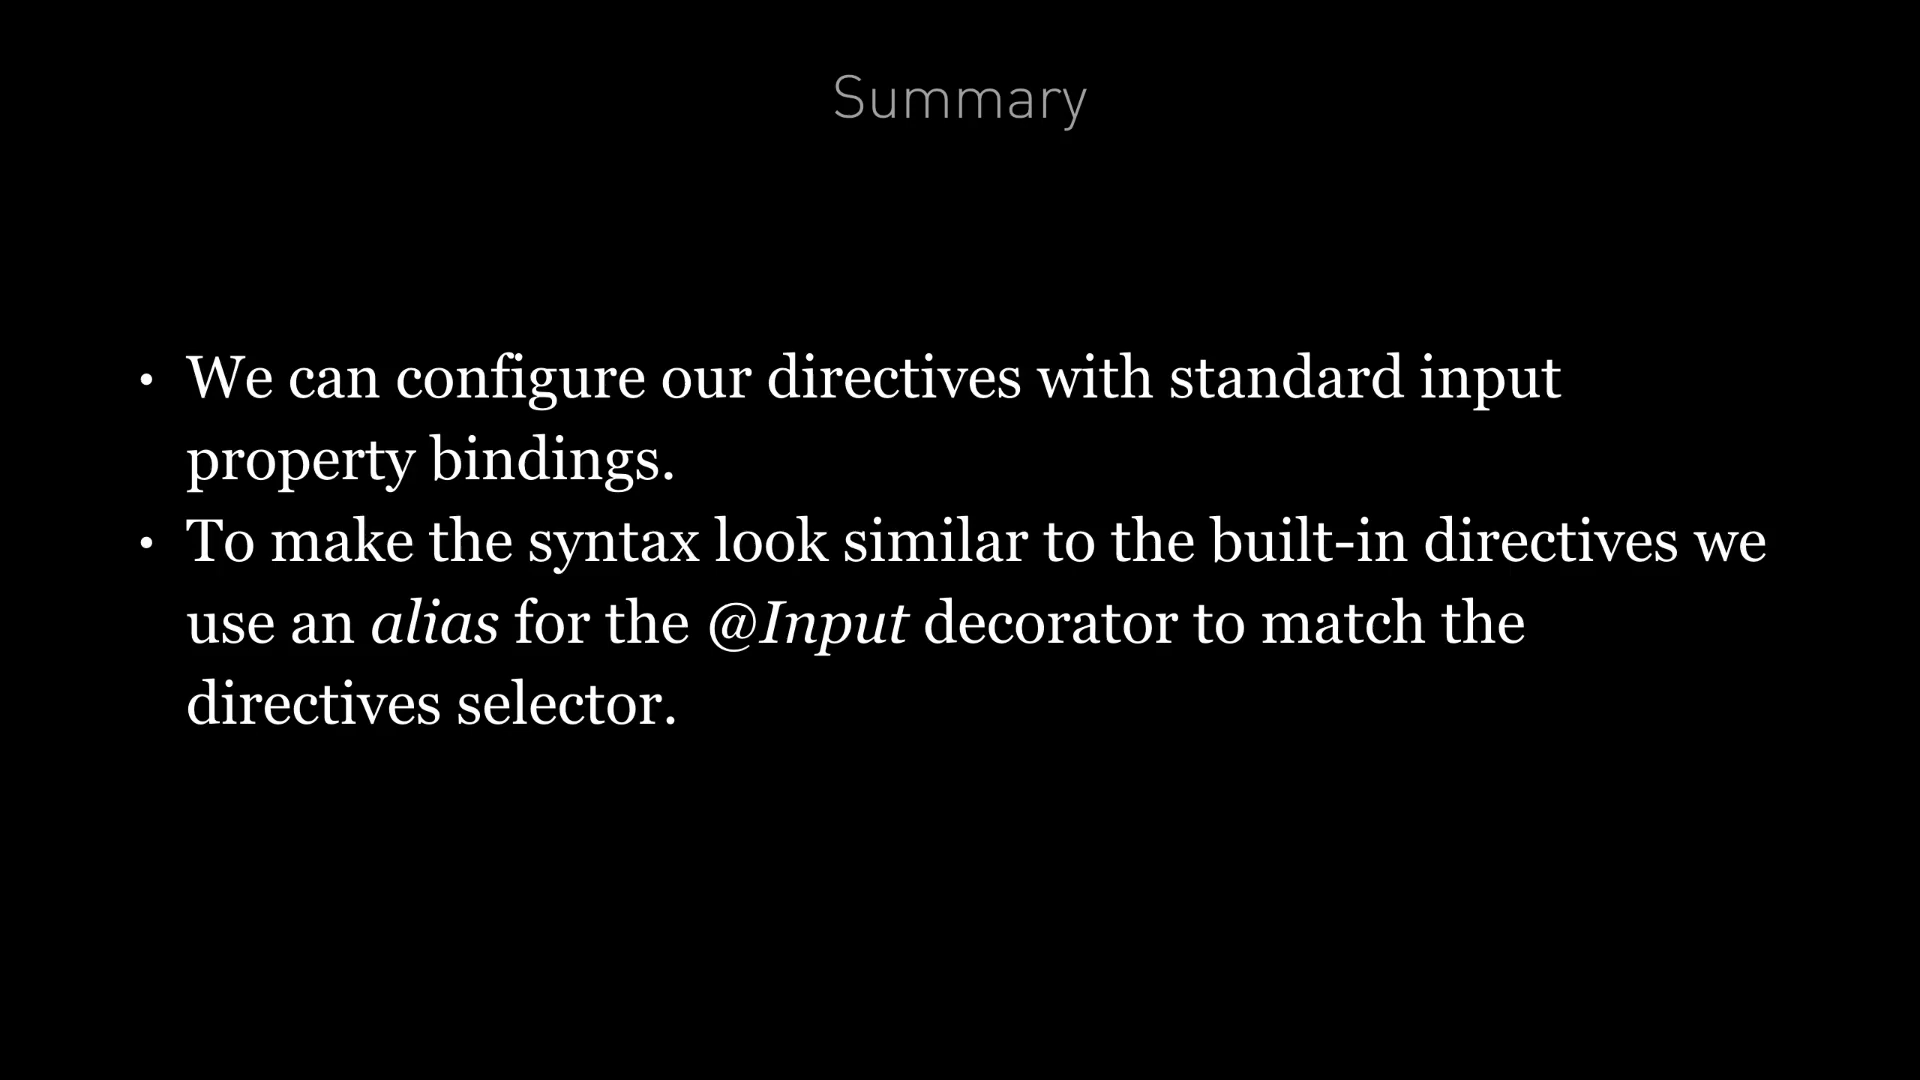 Summary
• We can configure our directives with standard input
property bindings.
• To make the syntax look similar to the built-in directives we
use an alias for the @Input decorator to match the
directives selector.